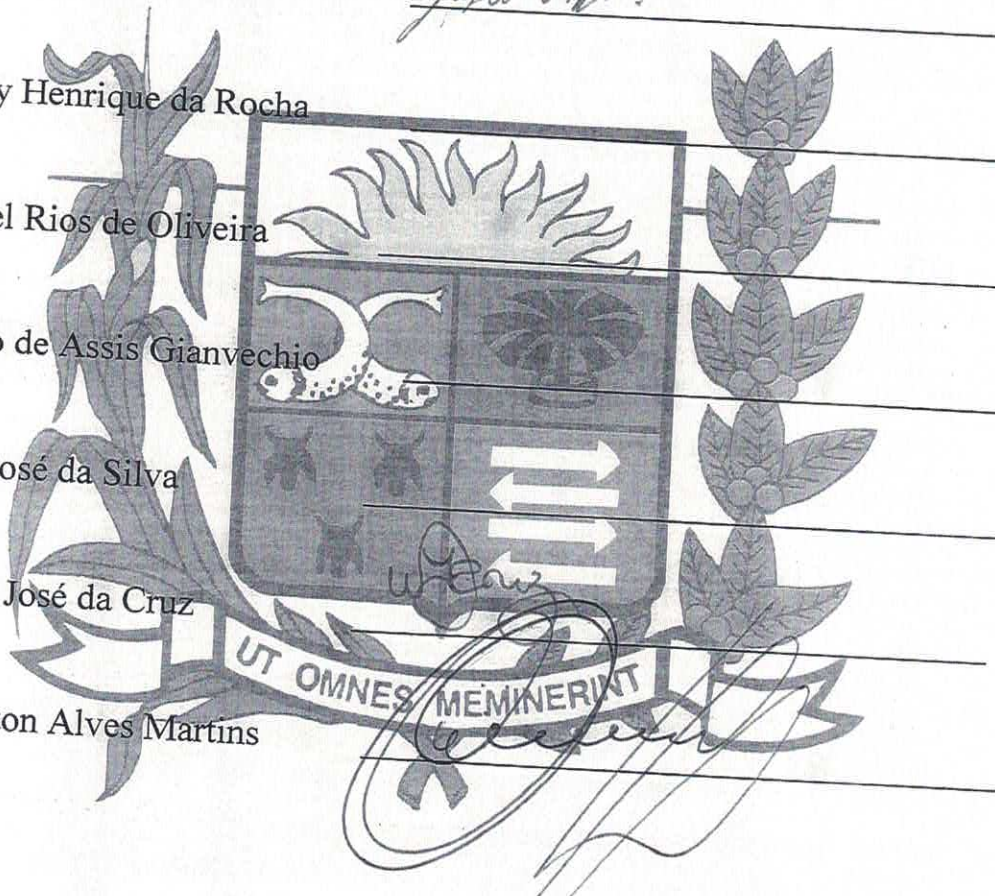 y Henrique da Rocha
el Rios de Oliveira
o de Assis Gianvechio
osé da Silva
José da Cruz
UT OMNES MEMINERINT
on Alves Martins